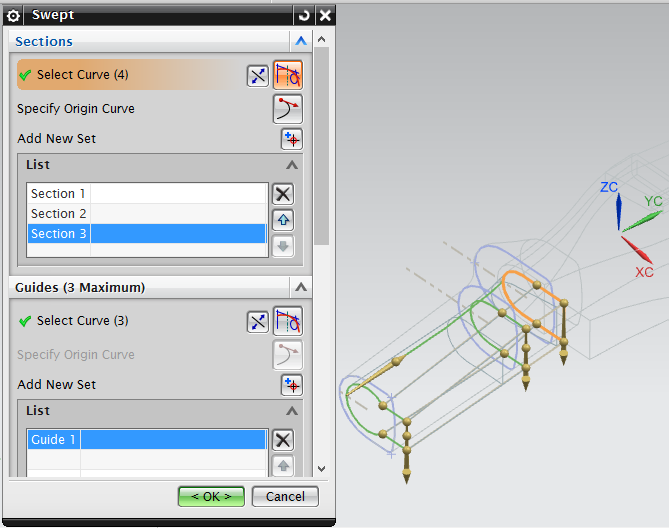 Swept
Sections
Select Curve (4)
Specify Origin Curve
Add New Set
List
Section 1
Section 2
Section 3
Guides (3 Maximum)
Select Curve (3)
Specify Origin Curve
Add New Set
List
Guide 1
< OK >
Cancel
ZC
YC
XC